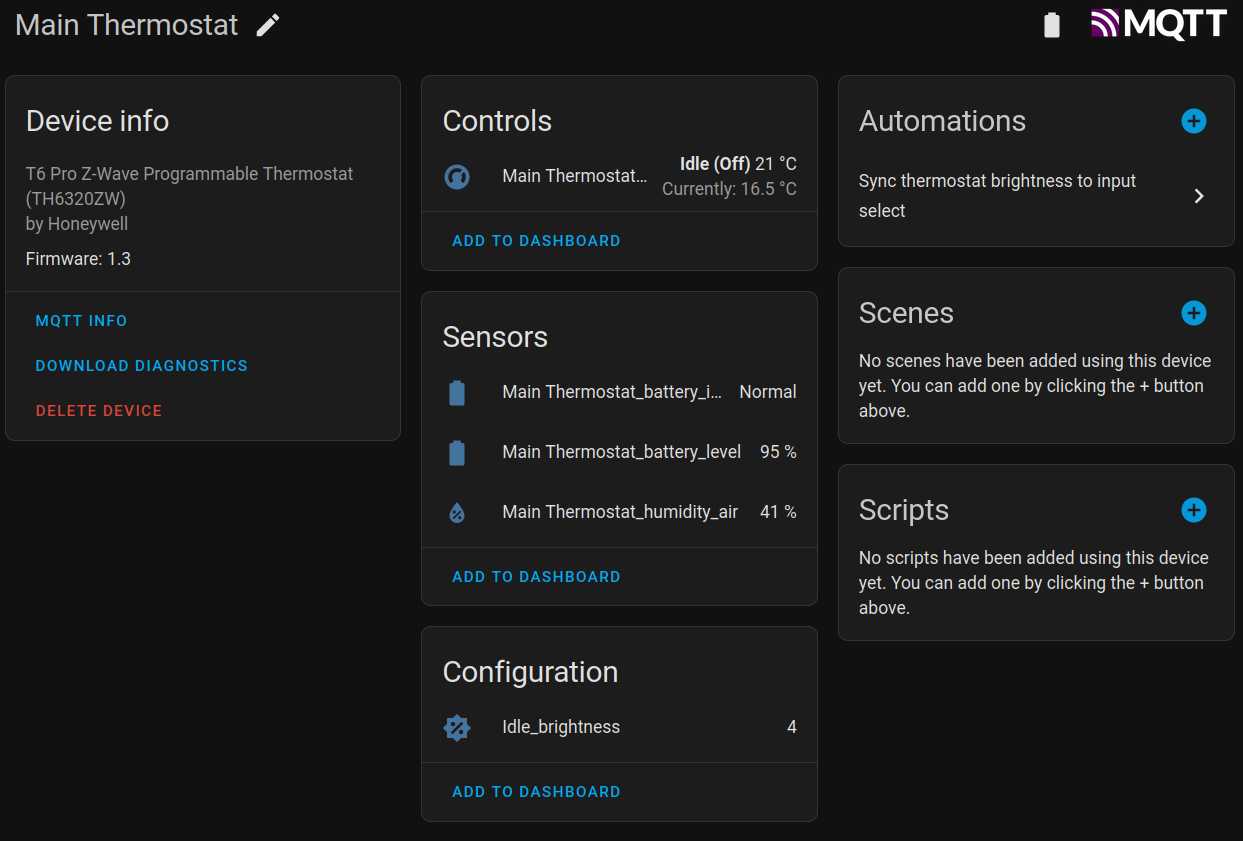 Main Thermostat
MQTT
Device info
T6 Pro Z-Wave Programmable Thermostat
(TH6320ZW)
by Honeywell
Firmware: 1.3
MQTT INFO
DOWNLOAD DIAGNOSTICS
DELETE DEVICE
Controls
Main Thermostat...
Idle (Off) 21 °C
Currently: 16.5 °C
ADD TO DASHBOARD
Sensors
Main Thermostat_battery_i... Normal
Main Thermostat_battery_level 95 %
Main Thermostat_humidity_air 41 %
ADD TO DASHBOARD
Configuration
Idle_brightness 4
ADD TO DASHBOARD
Automations
Sync thermostat brightness to input
select
Scenes
No scenes have been added using this device
yet. You can add one by clicking the + button
above.
Scripts
No scripts have been added using this device
yet. You can add one by clicking the + button
above.